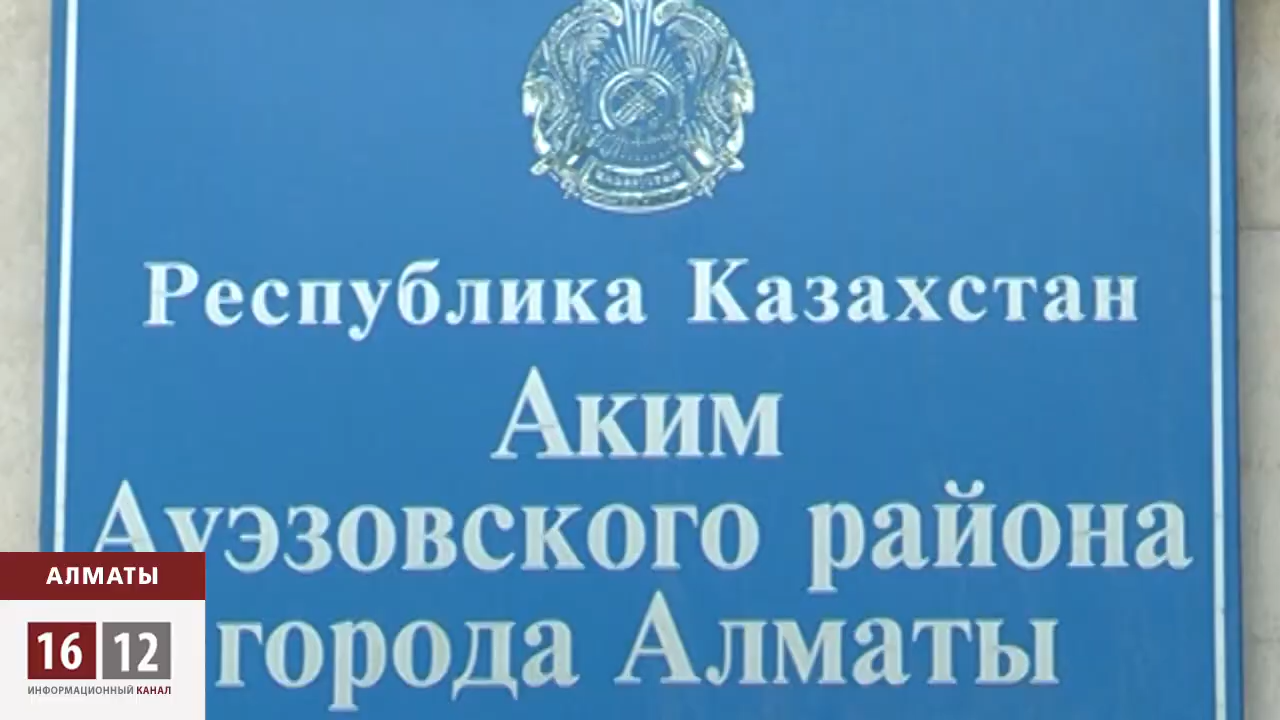 Республика Казахстан
Аким
Ауэзовского района
города Алматы
АЛМАТЫ
16 12
ИНФОРМАЦИОННЫЙ КАНАЛ